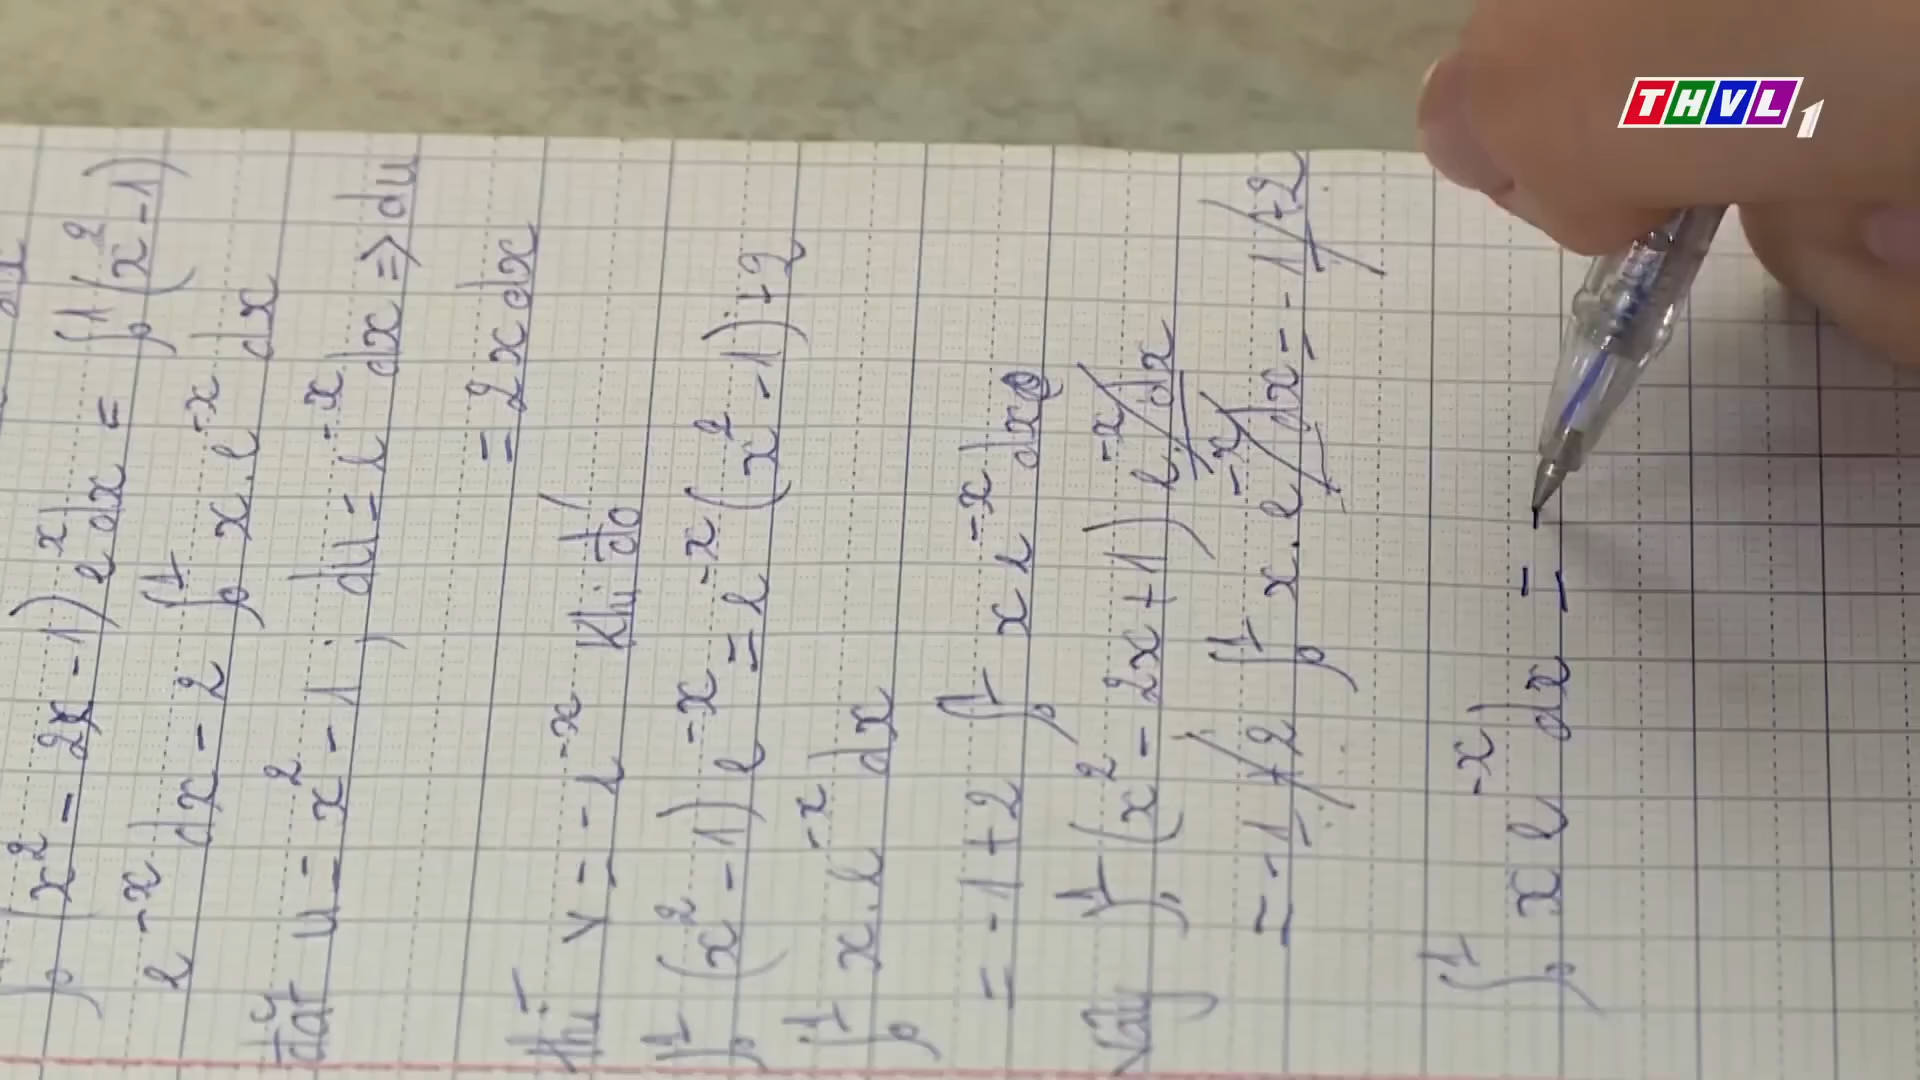 THVL1
∫₀¹ (x² - 2x - 1) e^x dx = ∫₀¹ (x² - 1)
e^-x dx - 2 ∫₀¹ x.e^-x dx
đặt u = x² - 1 ; du = e^-x dx => du
= 2x dx
thì v = -e^-x Khi đó
∫₀¹ (x² - 1) e^-x = e^-x (x² - 1) + 2
∫₀¹ x.e^-x dx
= -1 + 2 ∫₀¹ x e^-x dx
Vậy ∫₀¹ (x² - 2x + 1) e^-x dx
= -1 + 2 ∫₀¹ x.e^-x dx = -1 + 2
∫₀¹ x e^-x dx = -